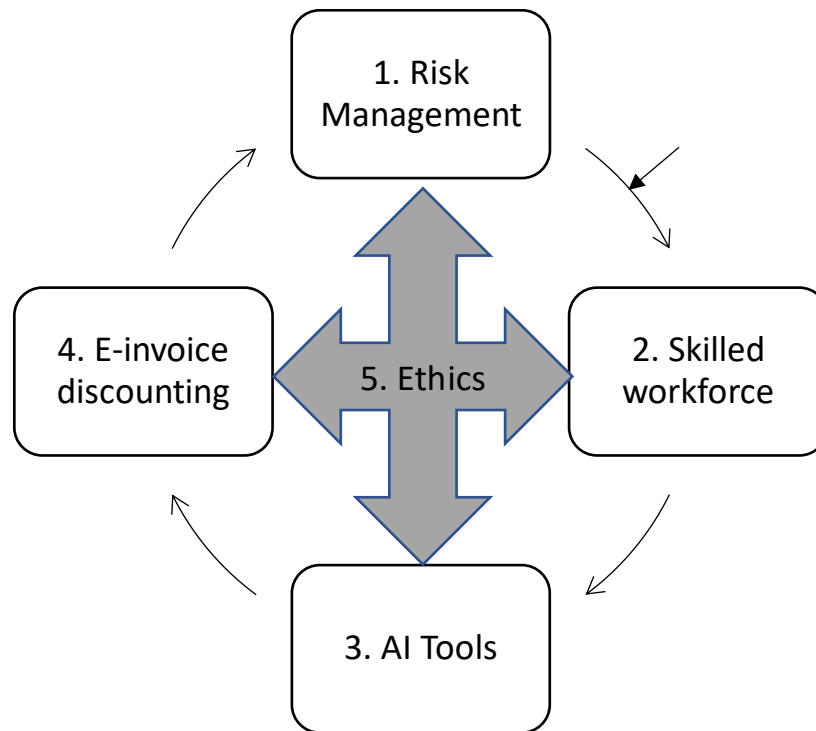 1. Risk
Management
4. E-invoice
discounting
5. Ethics
2. Skilled
workforce
3. AI Tools